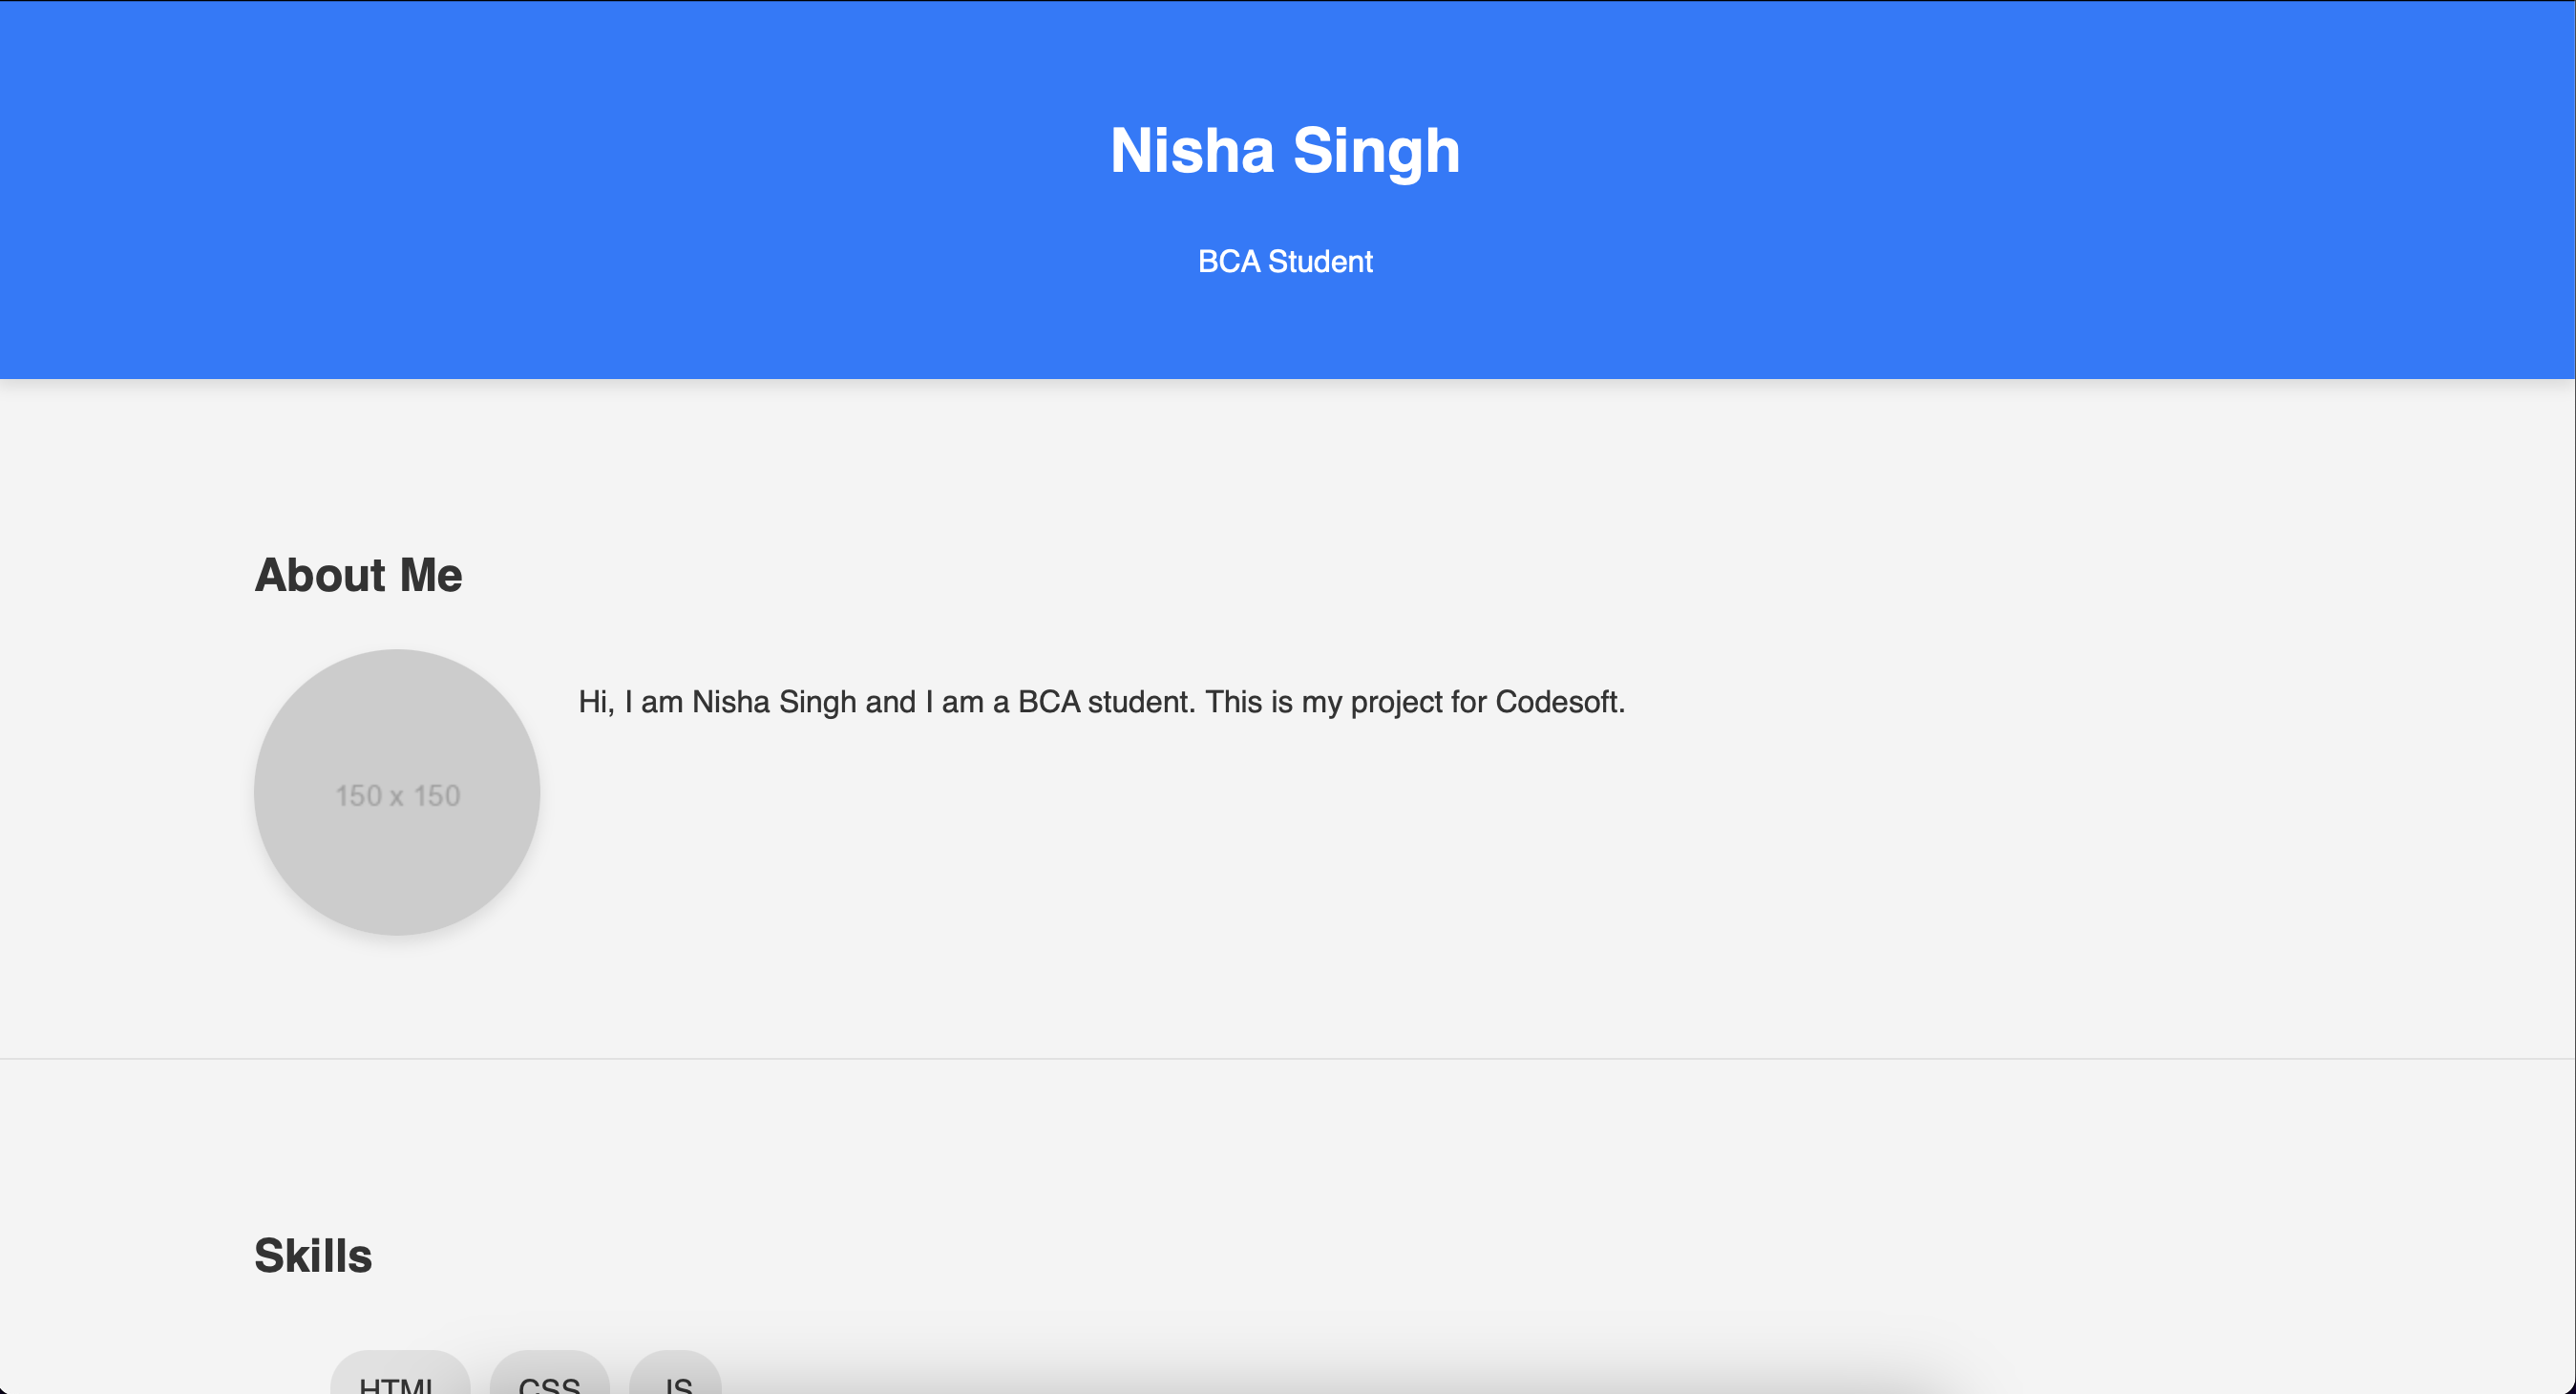 Nisha Singh
BCA Student
About Me
Hi, I am Nisha Singh and I am a BCA student. This is my project for Codesoft.
150 x 150
Skills
HTML CSS JS